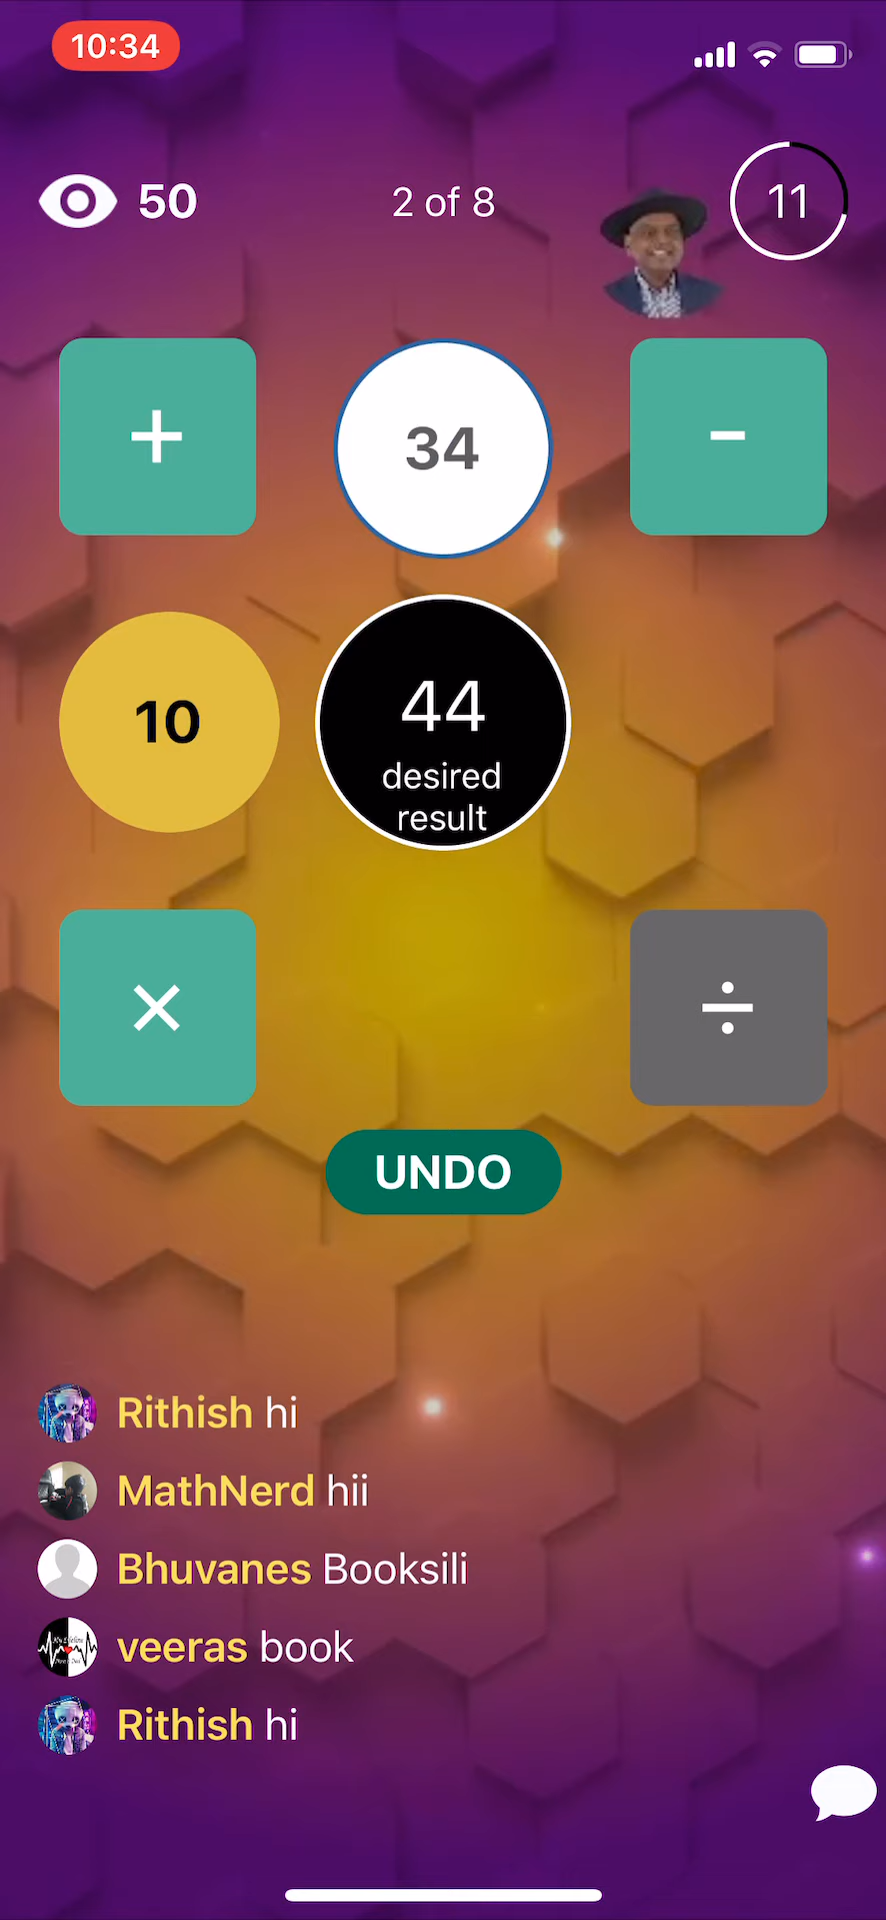 10:34
50
2 of 8
11
+
34
-
10
44
desired
result
×
÷
UNDO
Rithish hi
MathNerd hii
Bhuvanes Booksili
veeras book
Rithish hi